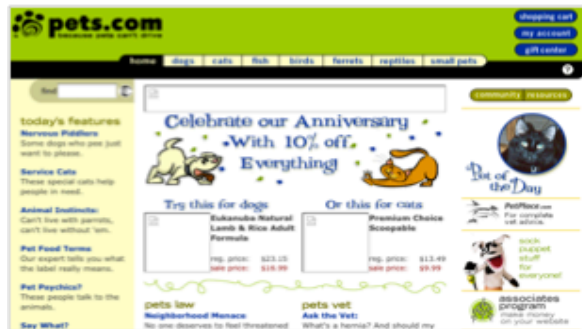 pets.com
because pets can't drive
shopping cart
my account
gift center
home dogs cats fish birds ferrets reptiles small pets
?
find
community resources
today's features
Nervous Piddlers
Some dogs who pee just
want to please.
Service Cats
These special cats help
people in need.
Animal Instincts:
Can't live with parrots,
can't live without 'em.
Pet Food Terms:
Our expert tells you what
the label really means.
Pet Psychics?
These people talk to the
animals.
Say What?
Celebrate our Anniversary
With 10% off
Everything!
Try this for dogs
Eukanuba Natural
Lamb & Rice Adult
Formula
reg. price: $23.15
sale price: $19.99
Or this for cats
Premium Choice
Scoopable
reg. price: $13.49
sale price: $9.99
pets law
Neighborhood Menace
No one deserves to feel threatened
pets vet
Ask the Vet:
What's a hernia? And should my
Pet of
the Day
PetPlace.com
For complete
vet advice.
sock
puppet
stuff
for
everyone!
associates
program
make money
on your website